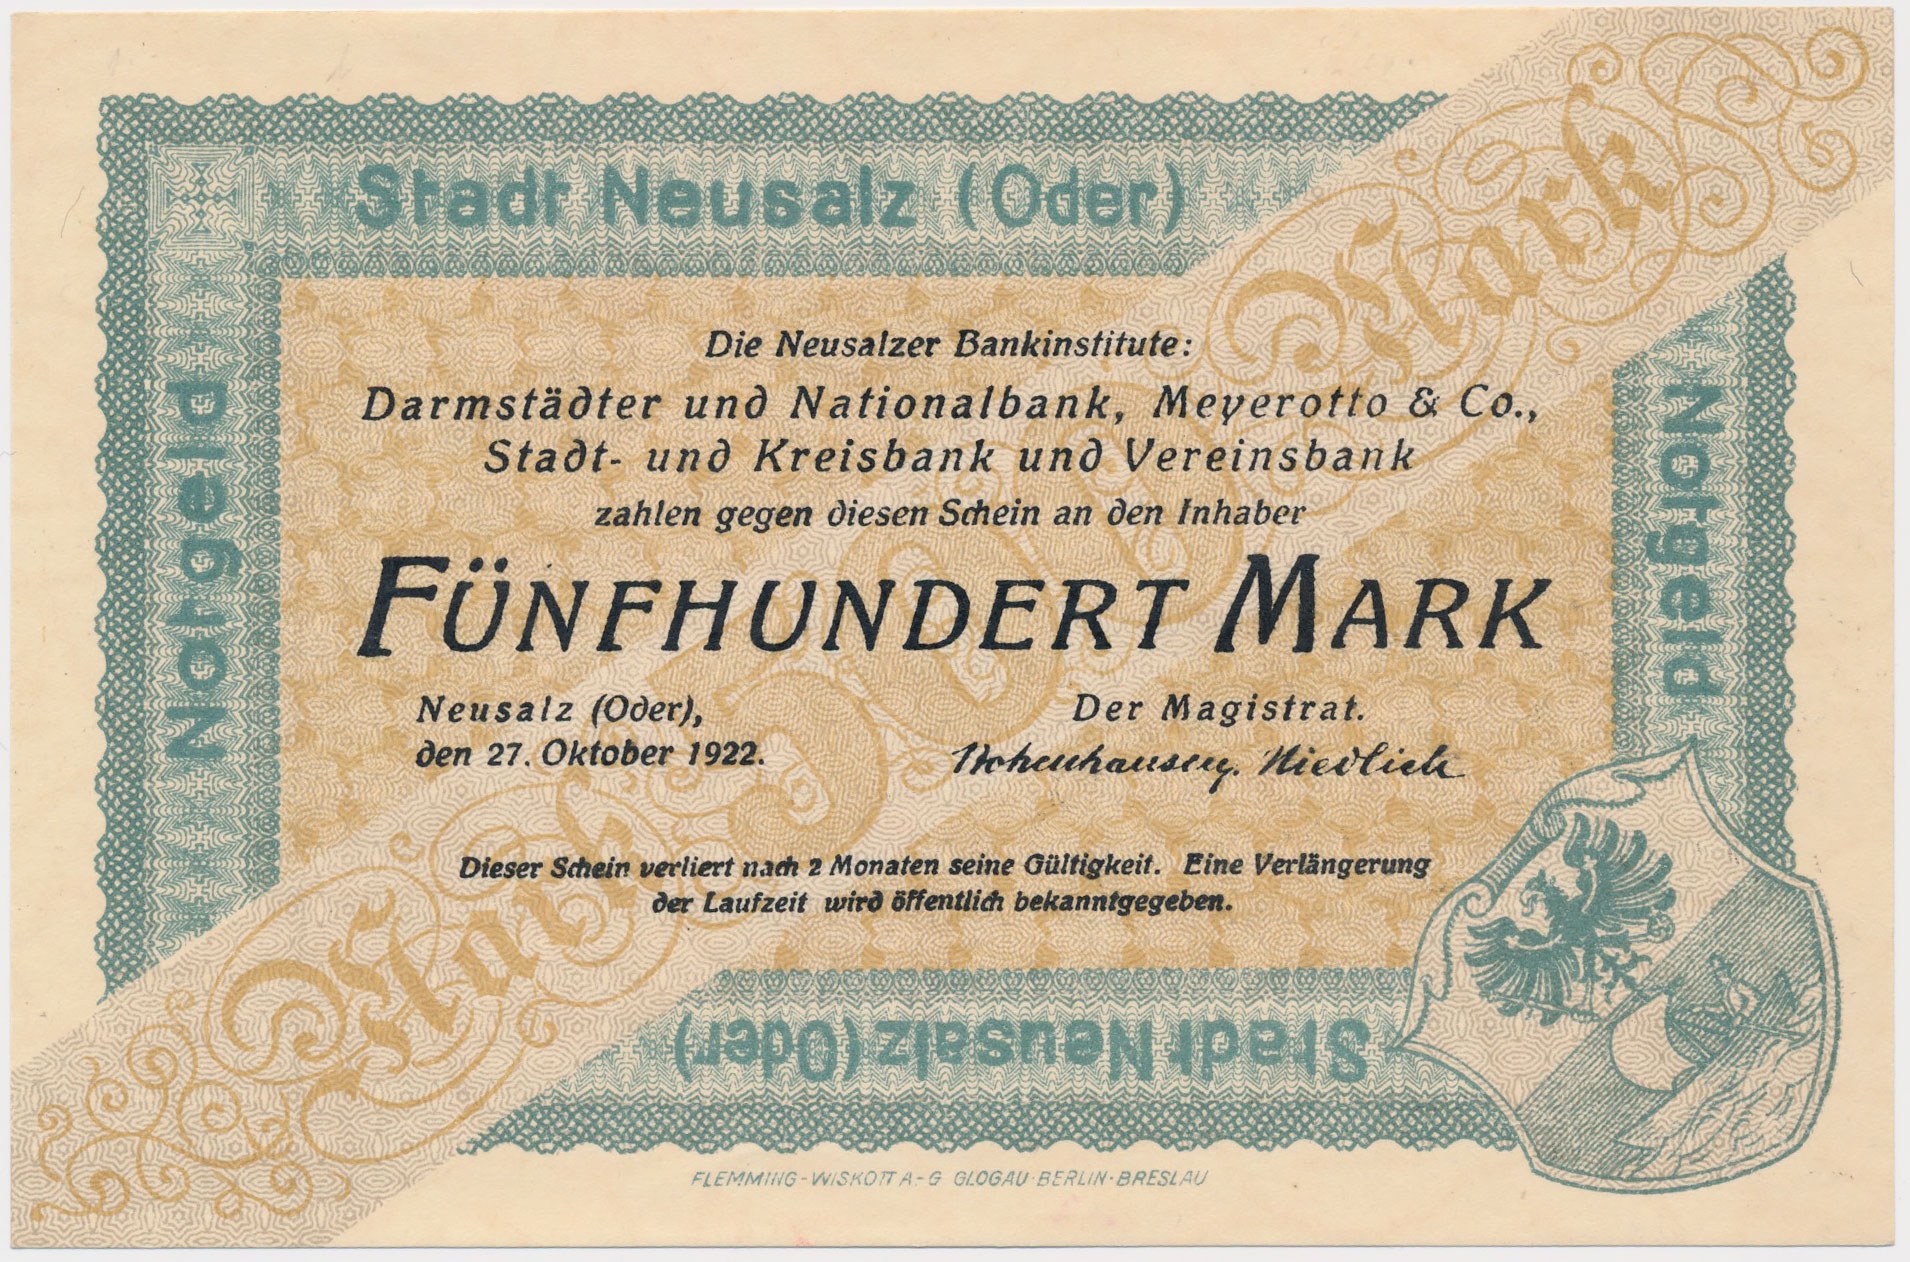 Stadt Neusalz (Oder)
Mark
Notgeld
Notgeld
Die Neusalzer Bankinstitute:
Darmstädter und Nationalbank, Meyerotto & Co.,
Stadt- und Kreisbank und Vereinsbank
zahlen gegen diesen Schein an den Inhaber
FÜNFHUNDERT MARK
500
Neusalz (Oder),
den 27. Oktober 1922.
Der Magistrat.
Niedlich
Dieser Schein verliert nach 2 Monaten seine Gültigkeit. Eine Verlängerung
der Laufzeit wird öffentlich bekanntgegeben.
Mark
Stadt Neusalz (Oder)
FLEMMING-WISKOTT A-G GLOGAU-BERLIN-BRESLAU